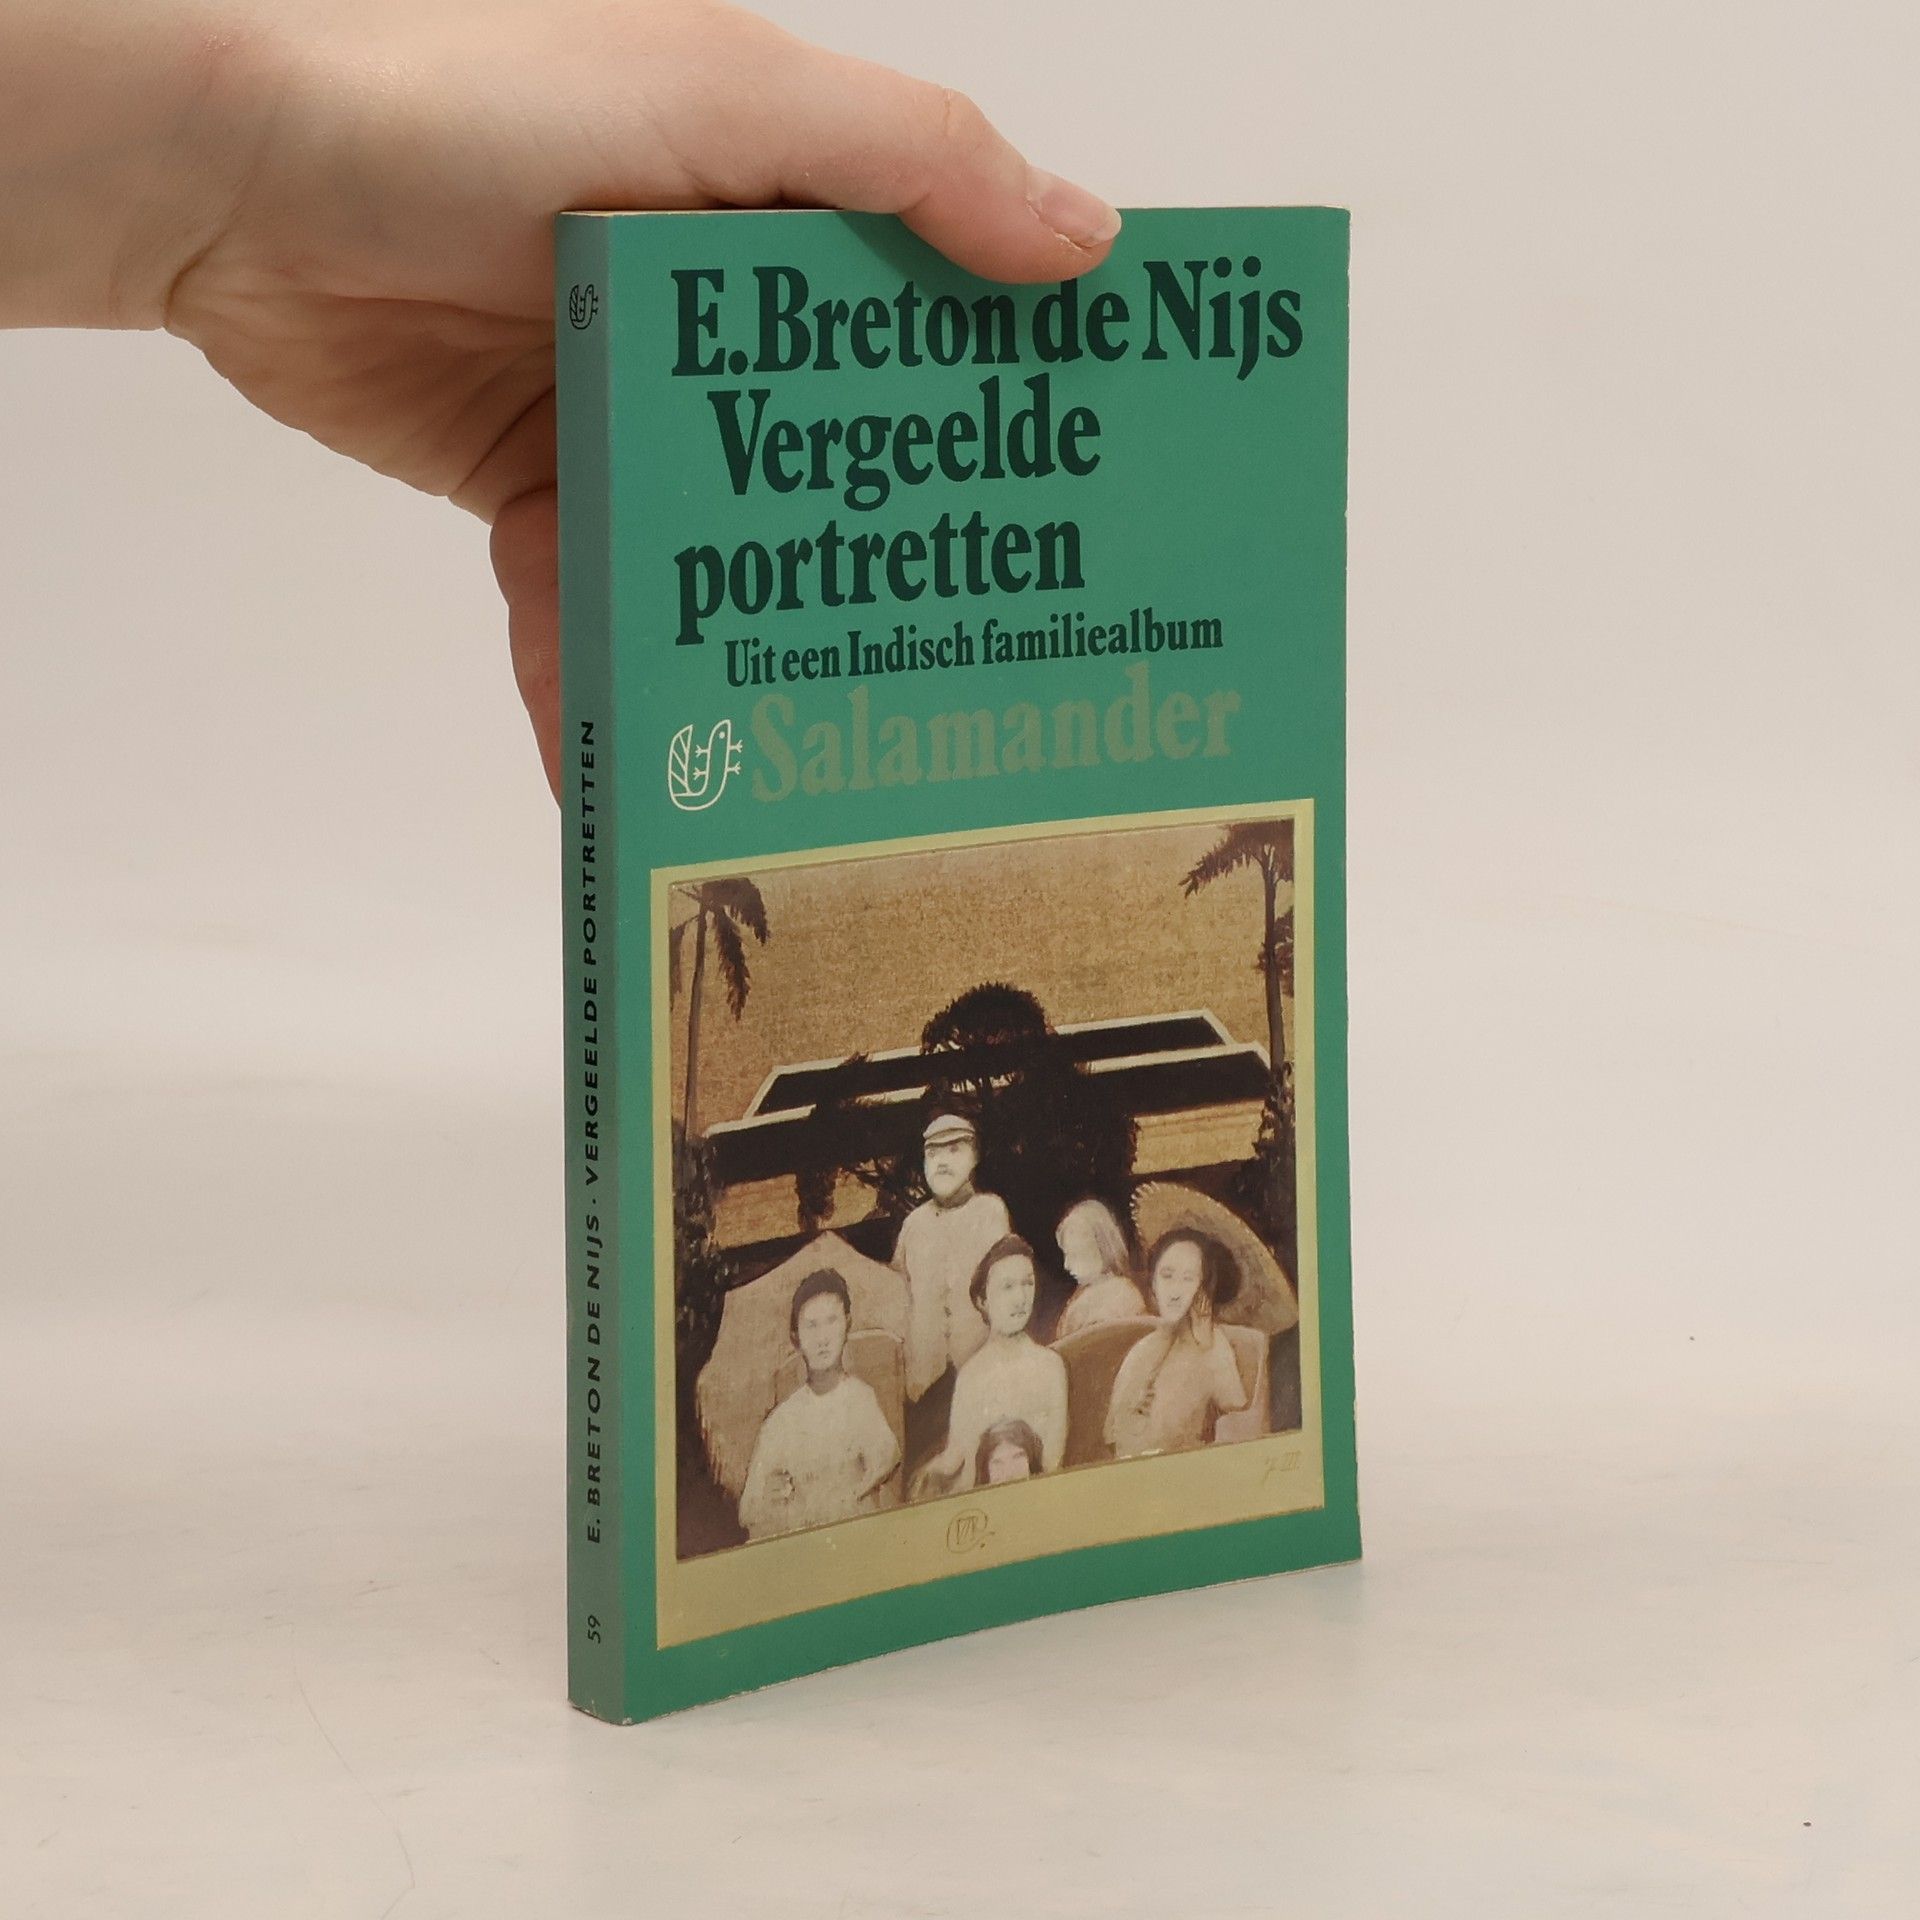 E. Breton de Nijs
Vergeelde
portretten
Uit een Indisch familiealbum
Salamander
E. BRETON DE NIJS · VERGEELDE PORTRETTEN
59